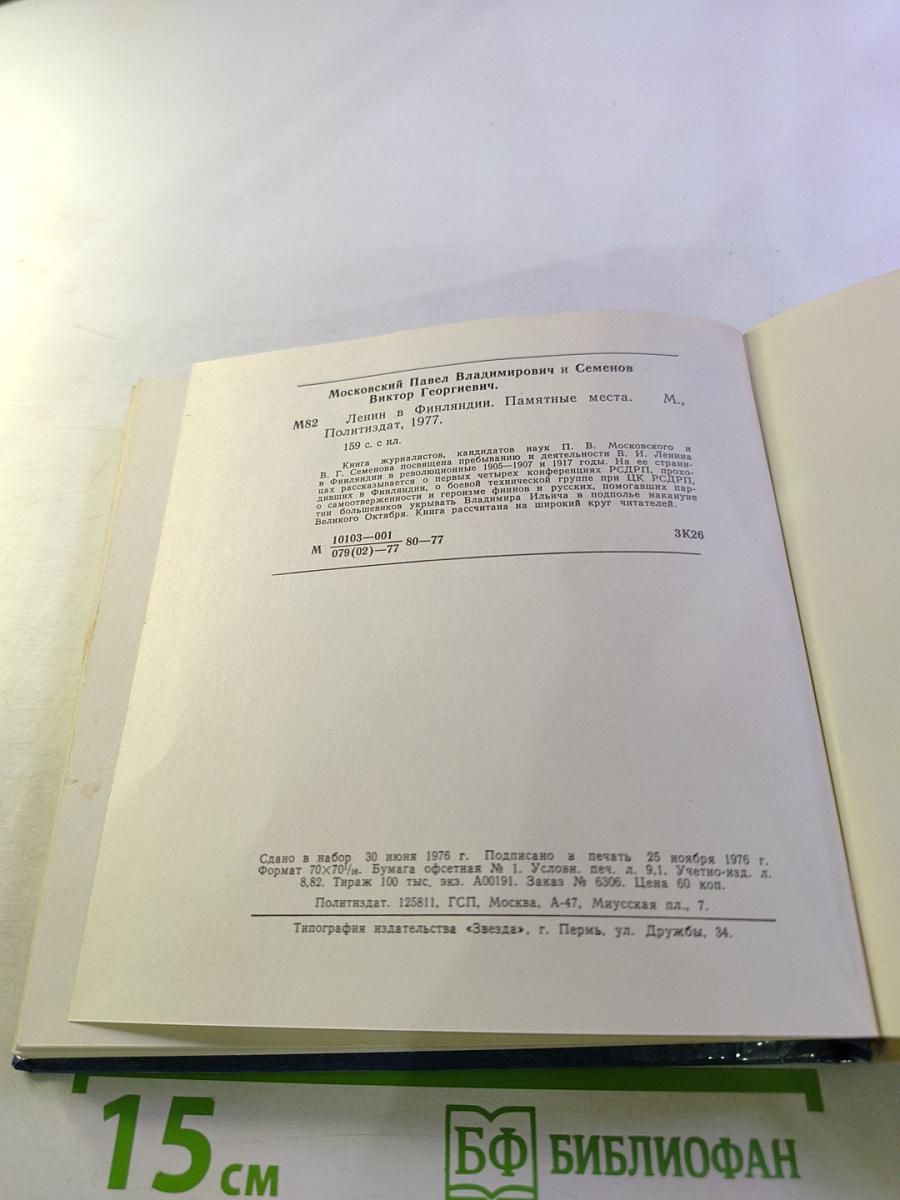 Московский Павел Владимирович и Семенов
Виктор Георгиевич.
М82 Ленин в Финляндии. Памятные места. М.,
Политиздат, 1977.
159 с. с ил.
Книга журналистов, кандидатов наук П. В. Московского и
В. Г. Семенова посвящена пребыванию и деятельности В. И. Ленина
в Финляндии в революционные 1905—1907 и 1917 годы. На ее страни-
цах рассказывается о первых четырех конференциях РСДРП, прохо-
дивших в Финляндии, о боевой технической группе при ЦК РСДРП,
о самоотверженности и героизме финнов и русских, помогавших пар-
тии большевиков укрывать Владимира Ильича в подполье накануне
Великого Октября. Книга рассчитана на широкий круг читателей.
М 10103—001
079(02)—77 80—77 3К26
Сдано в набор 30 июня 1976 г. Подписано в печать 25 ноября 1976 г.
Формат 70×70¹/₁₆. Бумага офсетная № 1. Условн. печ. л. 9,1. Учетно-изд. л.
8,82. Тираж 100 тыс. экз. А00191. Заказ № 6306. Цена 60 коп.
Политиздат. 125811, ГСП, Москва, А-47, Миусская пл., 7.
Типография издательства «Звезда», г. Пермь, ул. Дружбы, 34.
15 см БФ БИБЛИОФАН